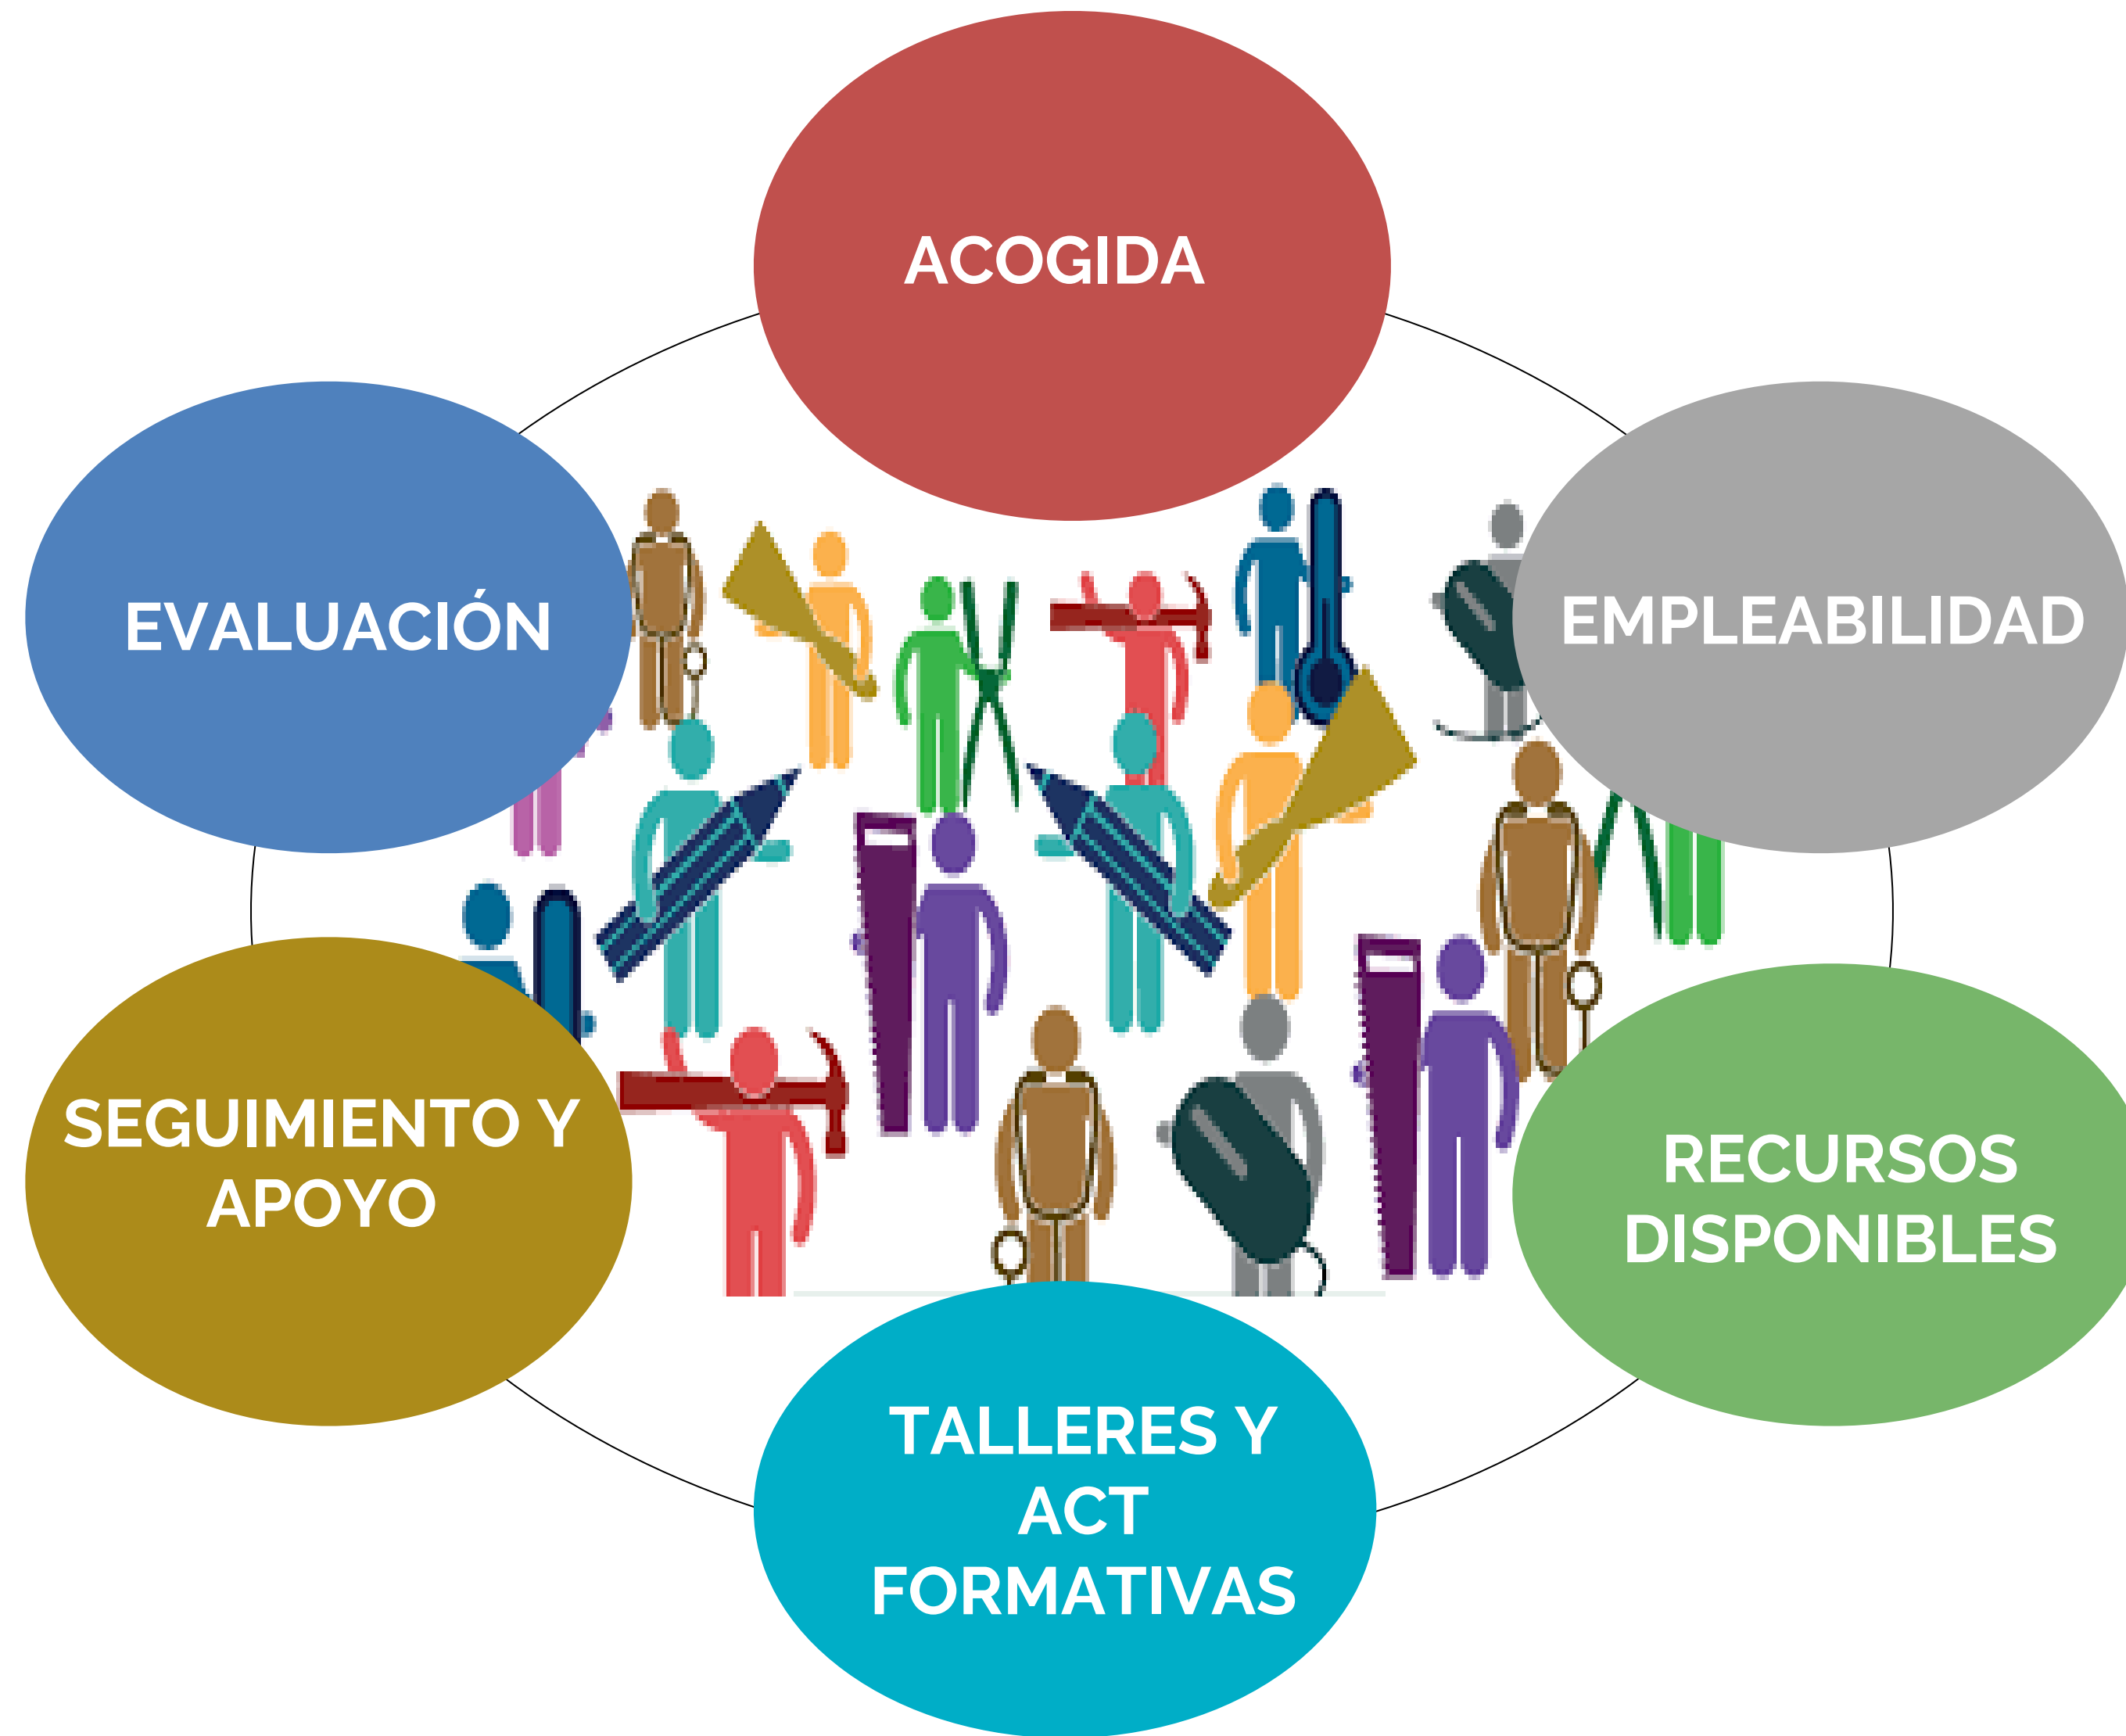 ACOGIDA
EVALUACIÓN
EMPLEABILIDAD
SEGUIMIENTO Y
APOYO
RECURSOS
DISPONIBLES
TALLERES Y
ACT
FORMATIVAS